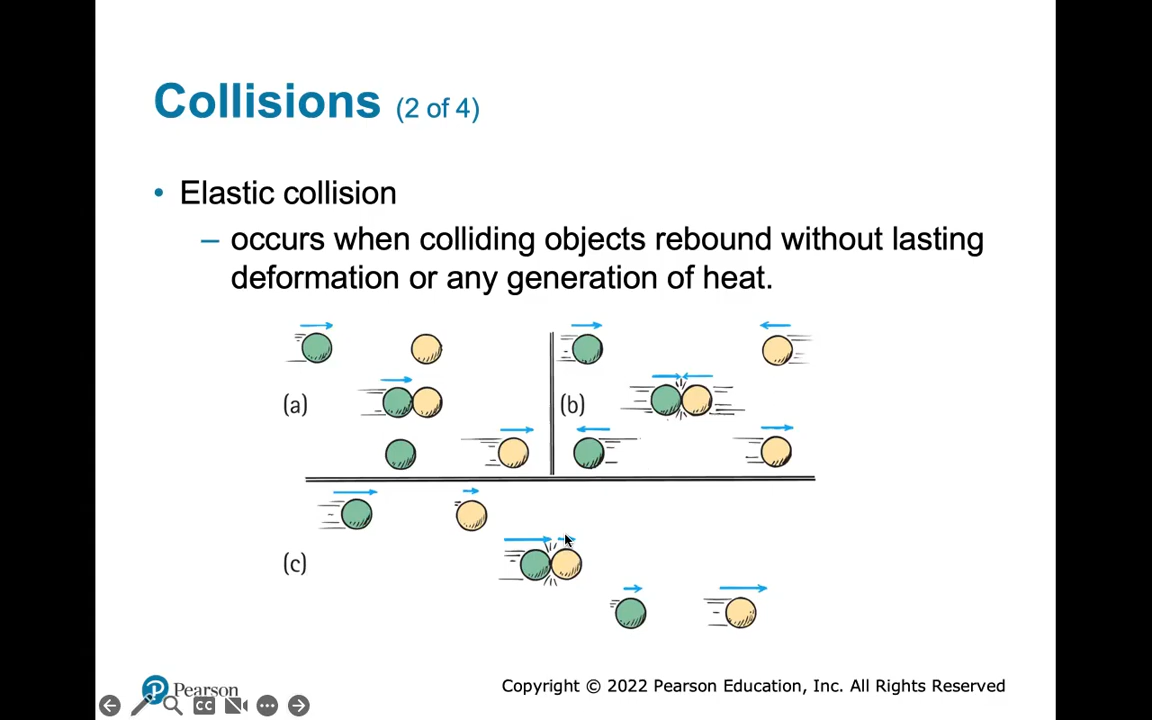 Collisions (2 of 4)
• Elastic collision
– occurs when colliding objects rebound without lasting
deformation or any generation of heat.
(a)
(b)
(c)
Pearson
Copyright © 2022 Pearson Education, Inc. All Rights Reserved
CC